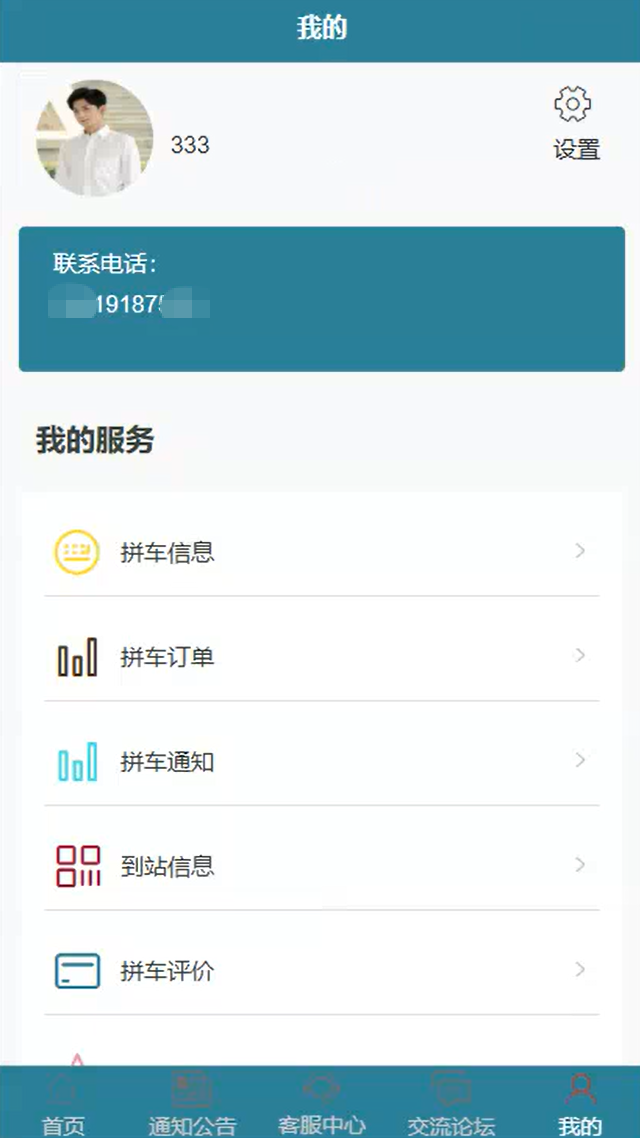 我的
333
设置
联系电话：
191875
我的服务
拼车信息
拼车订单
拼车通知
到站信息
拼车评价
首页
通知公告
客服中心
交流论坛
我的